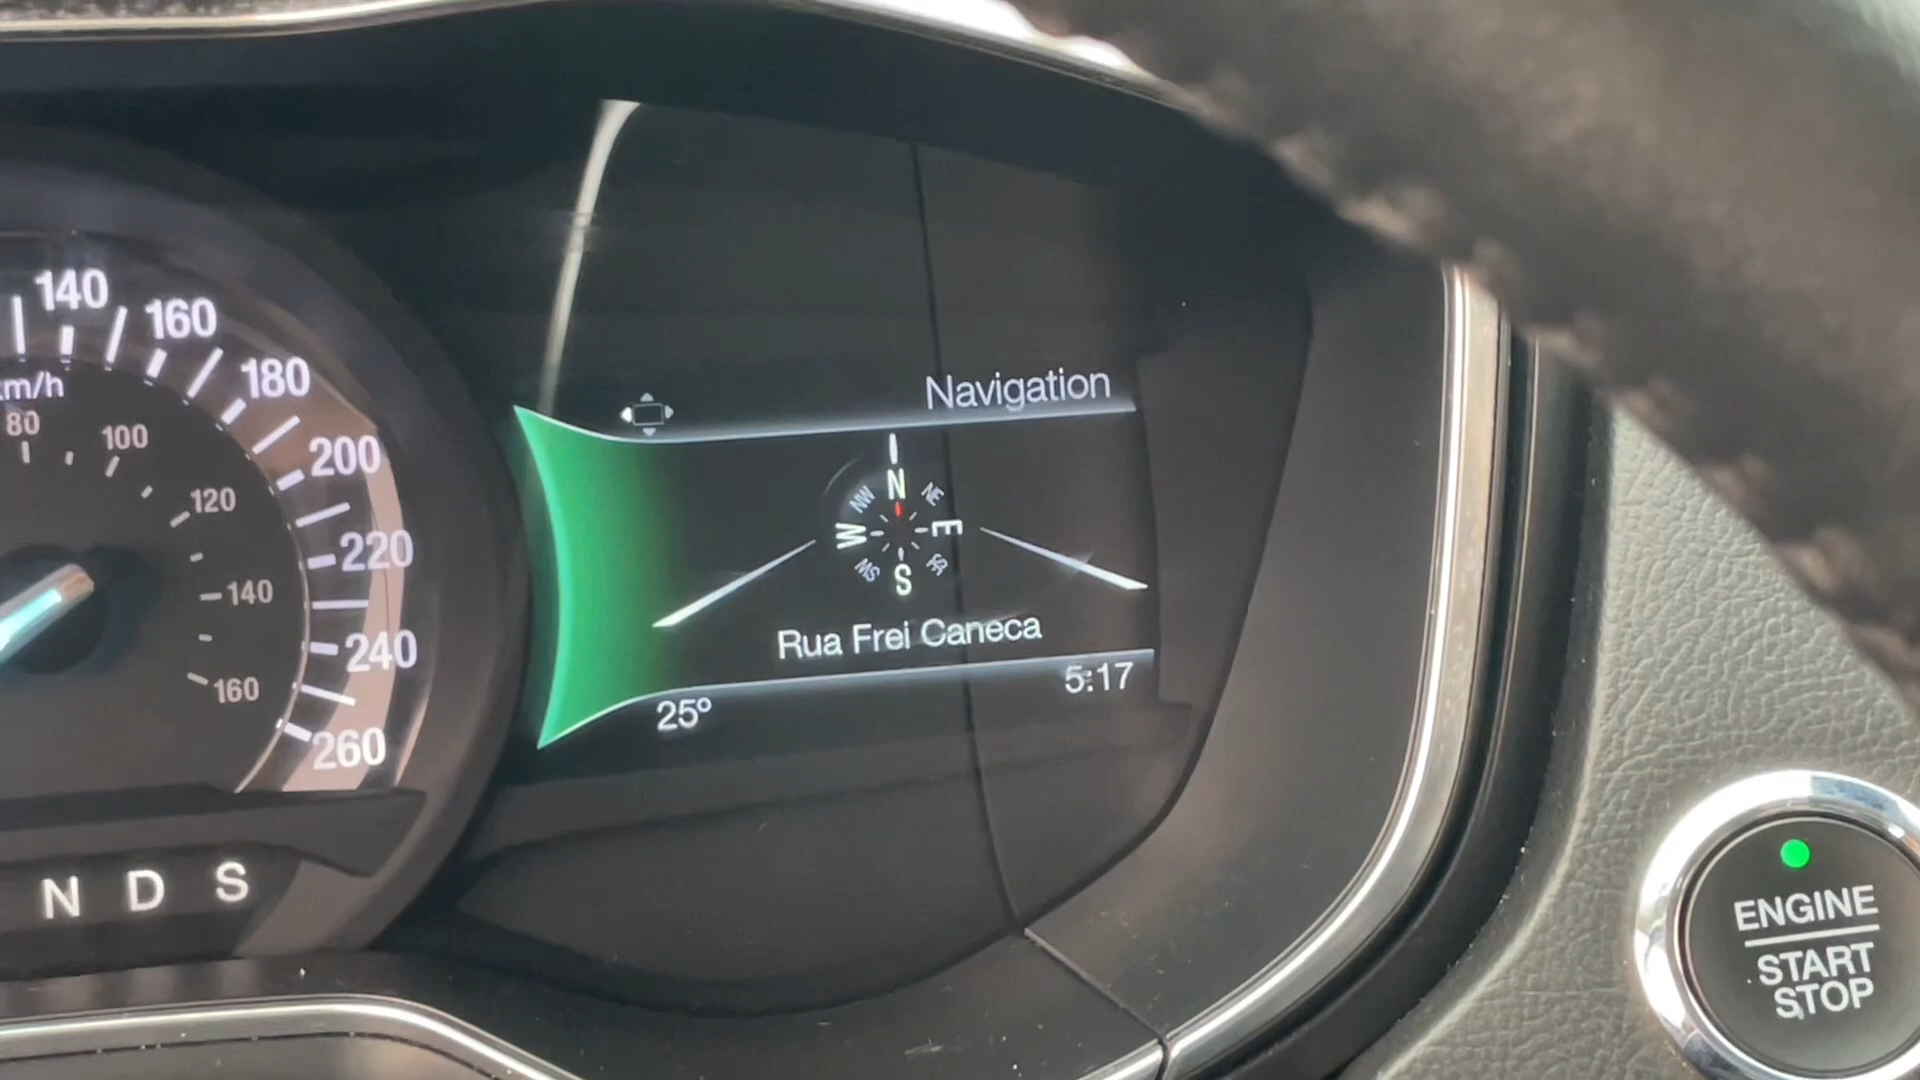 140
160
180
200
220
240
260
km/h
80
100
120
140
160
N D S
Navigation
N
NW
NE
W
E
SW
S
Rua Frei Caneca
25°
5:17
ENGINE
START
STOP